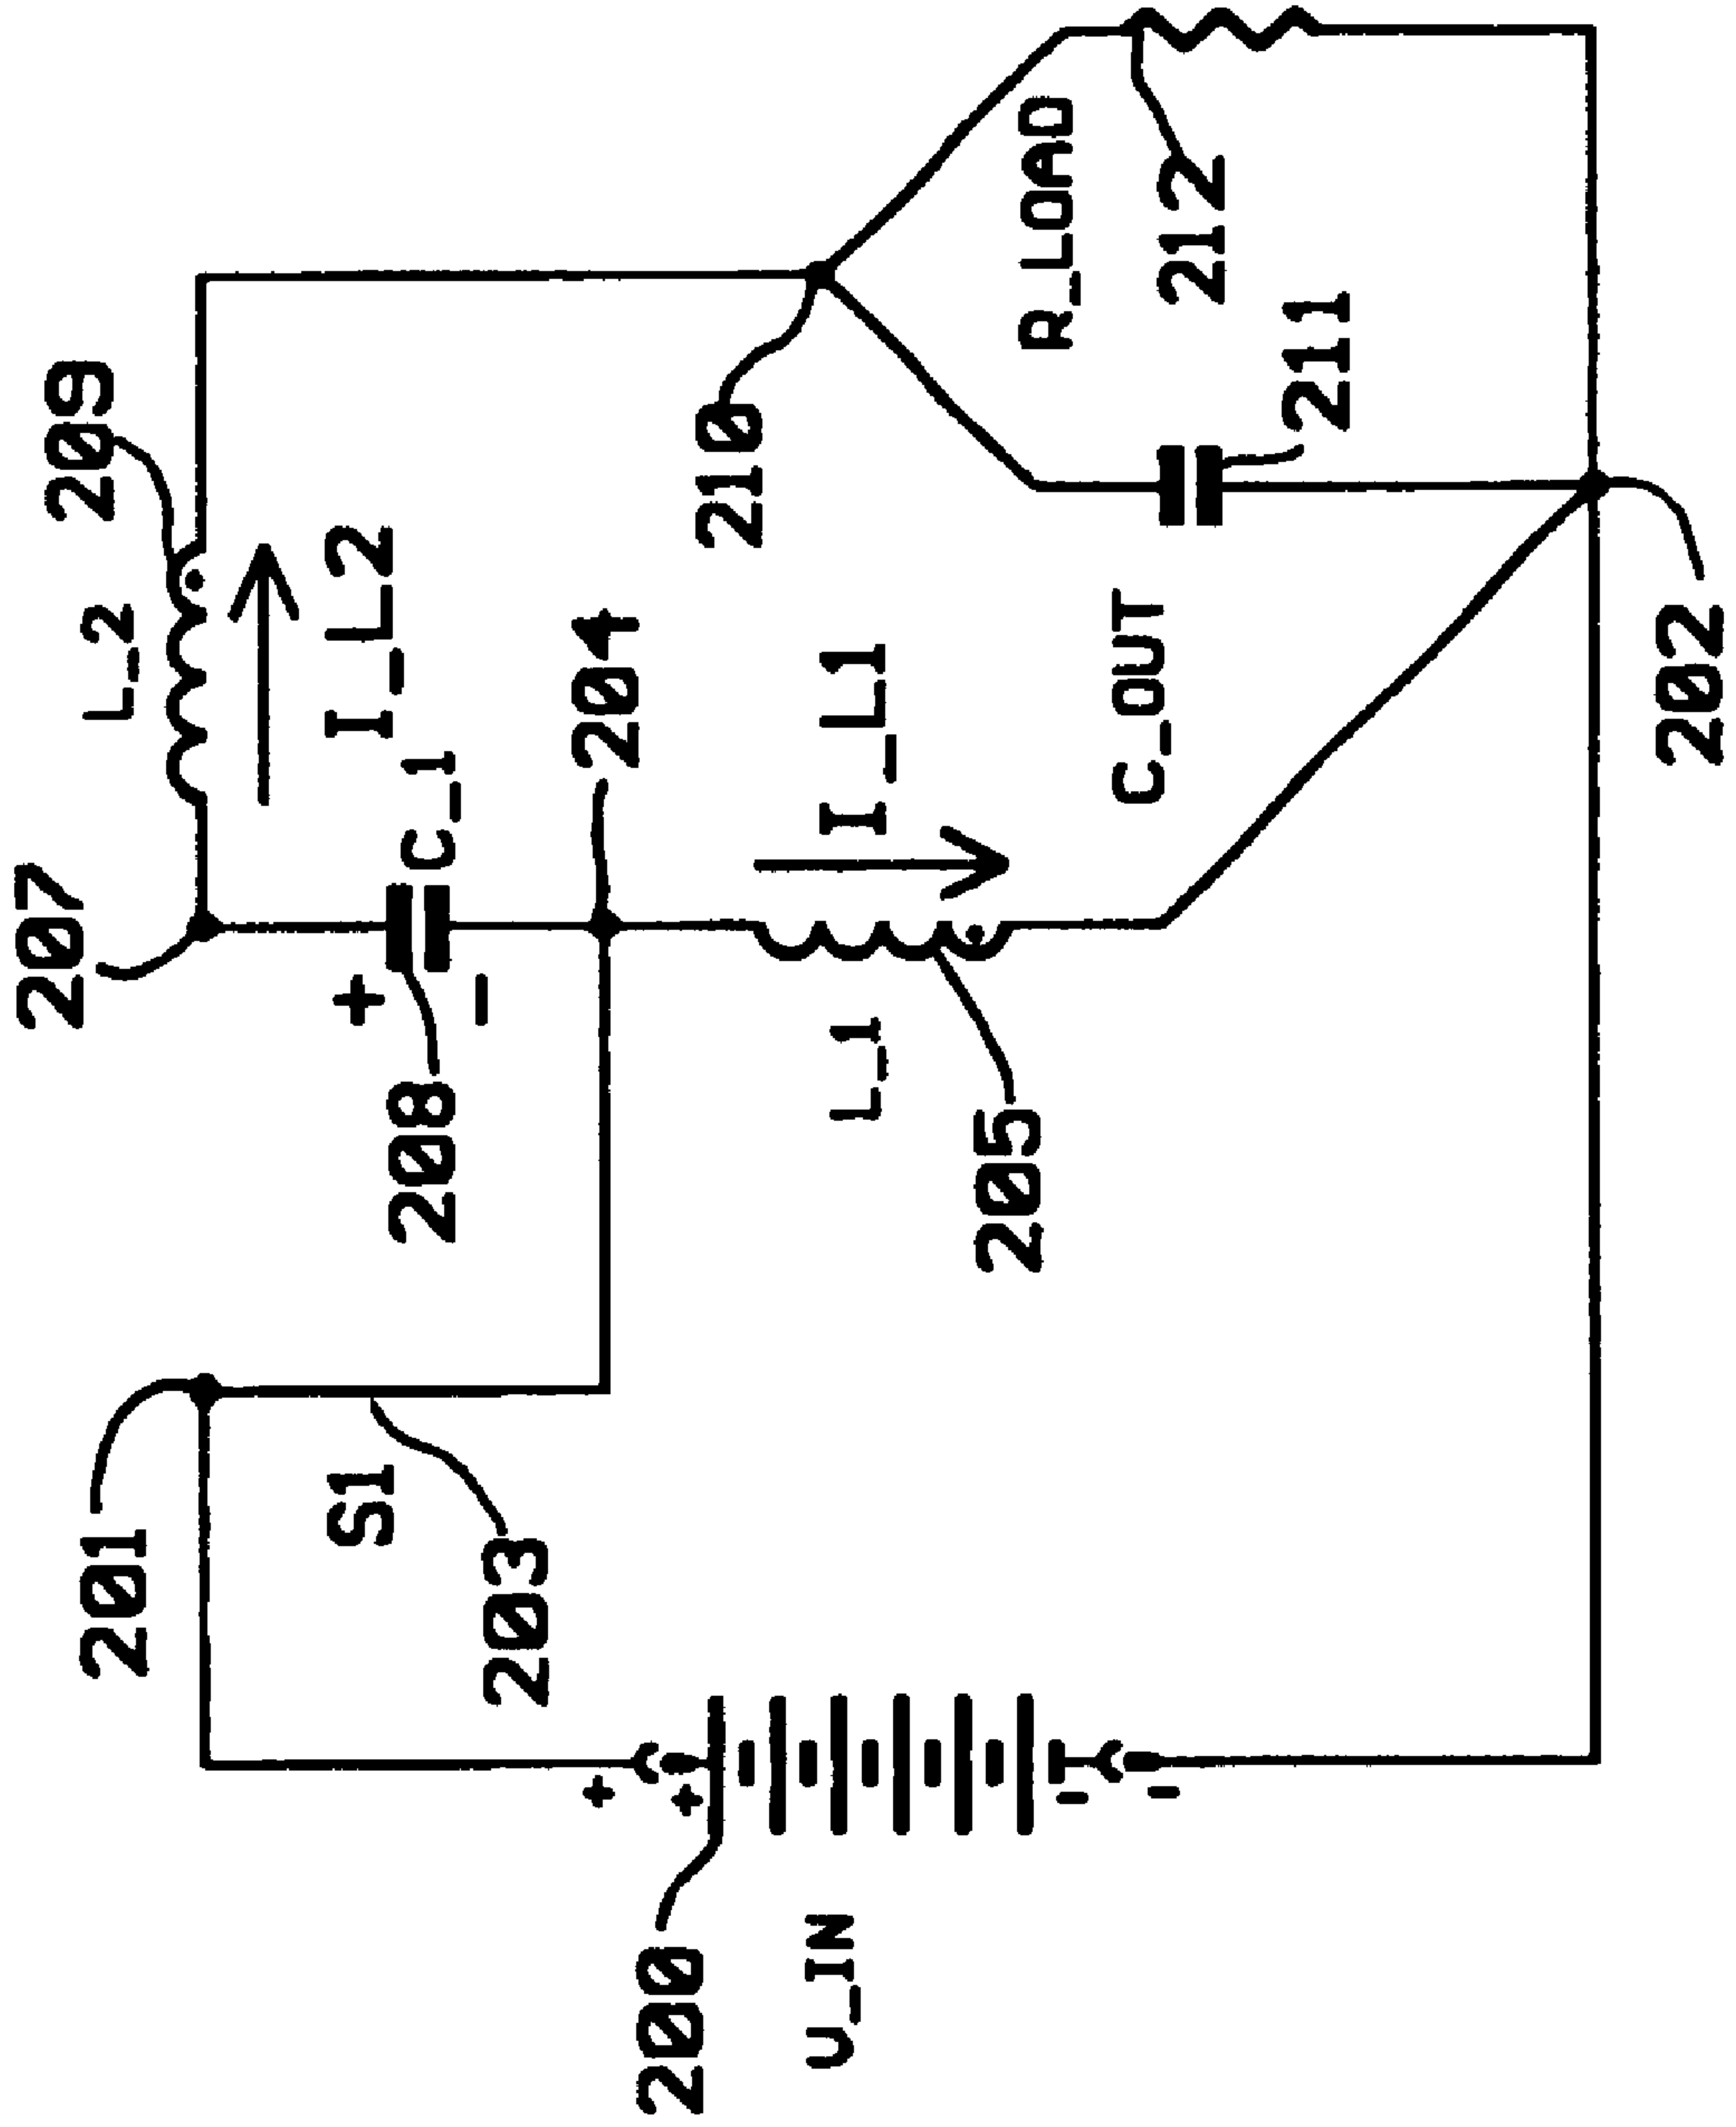 207
209
L_2
I_L2
201
S1
203
208
+
-
C_1
204
210
R_LOAD
212
211
L_1
I_L1
205
C_OUT
200
U_IN
+
+
-
-
202